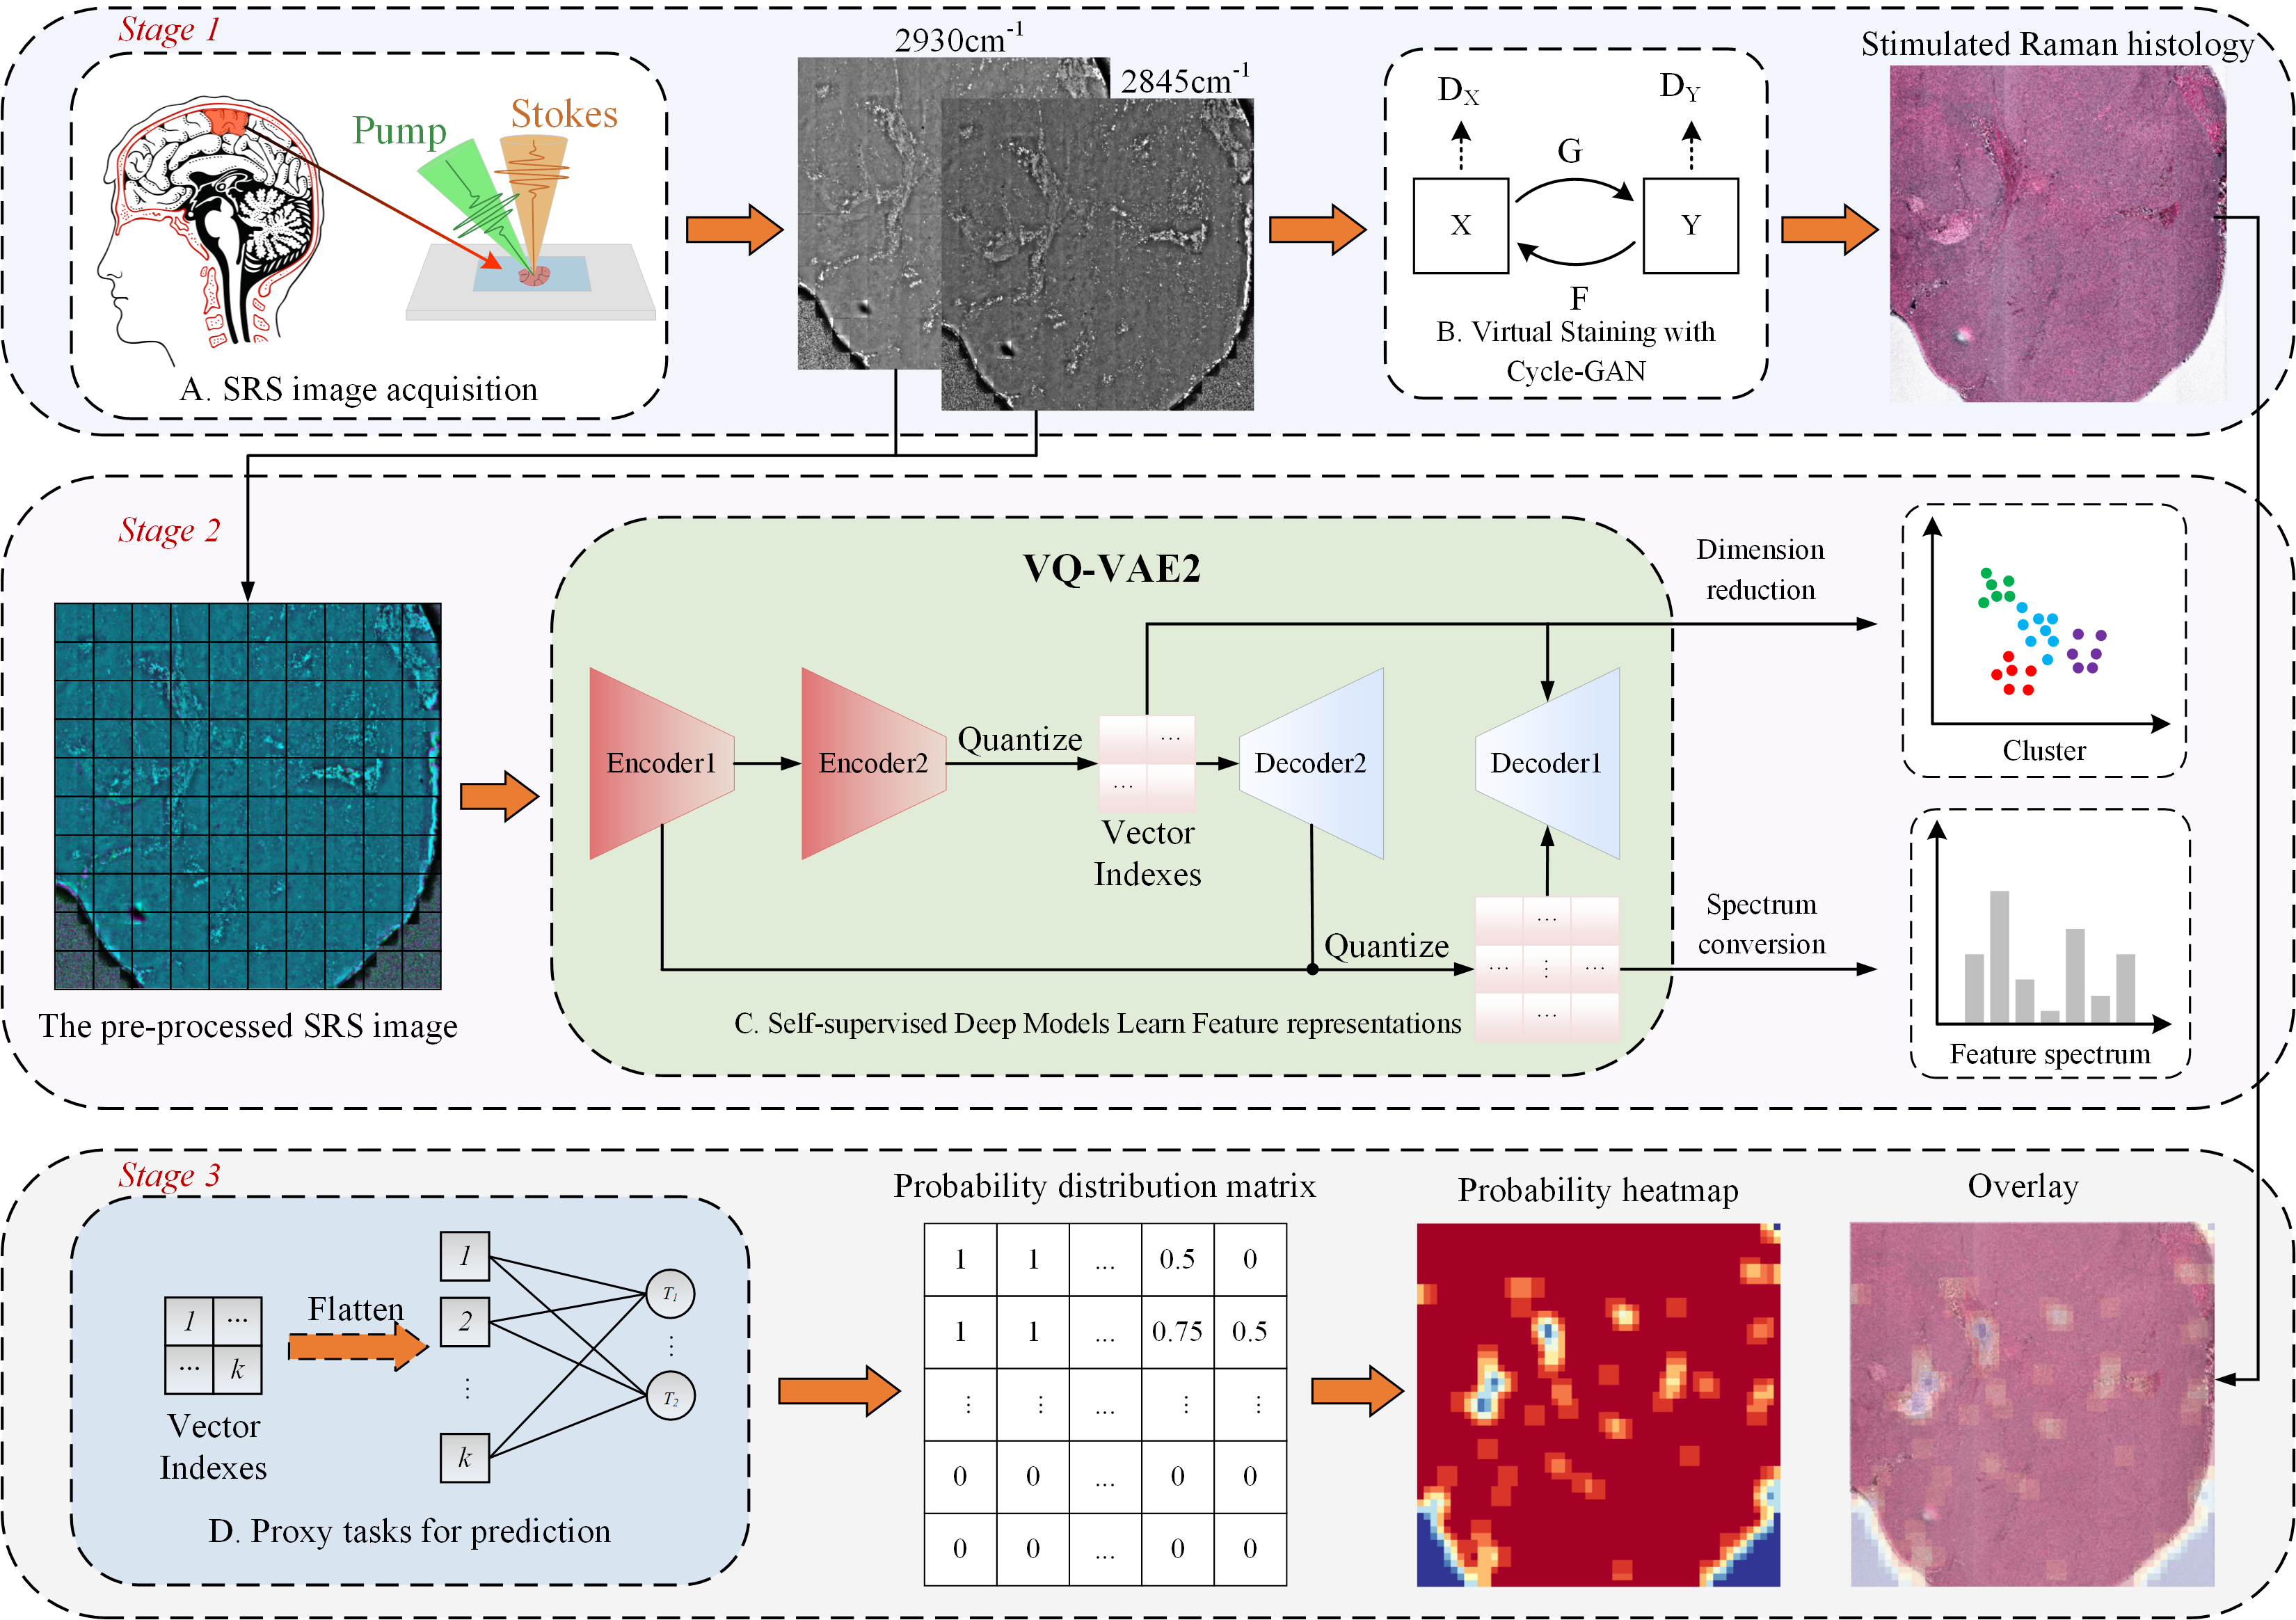 Stage 1
Pump
Stokes
A. SRS image acquisition
2930cm-1
2845cm-1
DX
DY
G
X
Y
F
B. Virtual Staining with
Cycle-GAN
Stimulated Raman histology
Stage 2
The pre-processed SRS image
VQ-VAE2
Encoder1
Encoder2
Quantize
...
...
Vector
Indexes
Decoder2
Decoder1
Quantize
...
... ⋮ ...
...
C. Self-supervised Deep Models Learn Feature representations
Dimension
reduction
Cluster
Spectrum
conversion
Feature spectrum
Stage 3
1 ...
... k
Vector
Indexes
Flatten
1
2
⋮
k
T1
⋮
T2
D. Proxy tasks for prediction
Probability distribution matrix
1 1 ... 0.5 0
1 1 ... 0.75 0.5
⋮ ⋮ ... ⋮ ⋮
0 0 ... 0 0
0 0 ... 0 0
Probability heatmap
Overlay